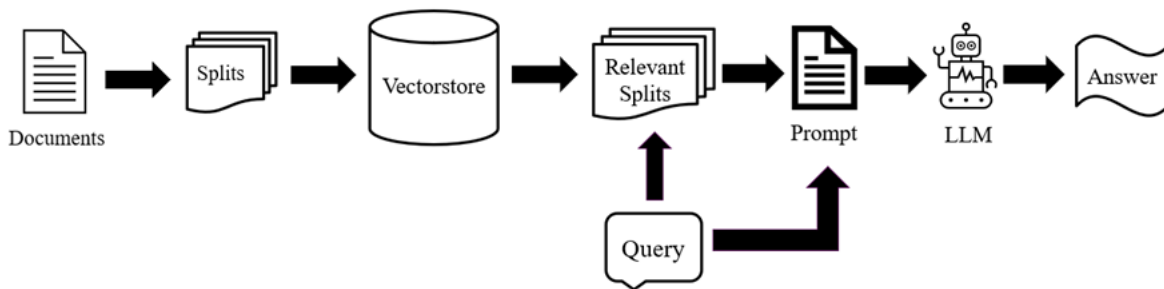 Documents
Splits
Vectorstore
Relevant
Splits
Prompt
LLM
Answer
Query